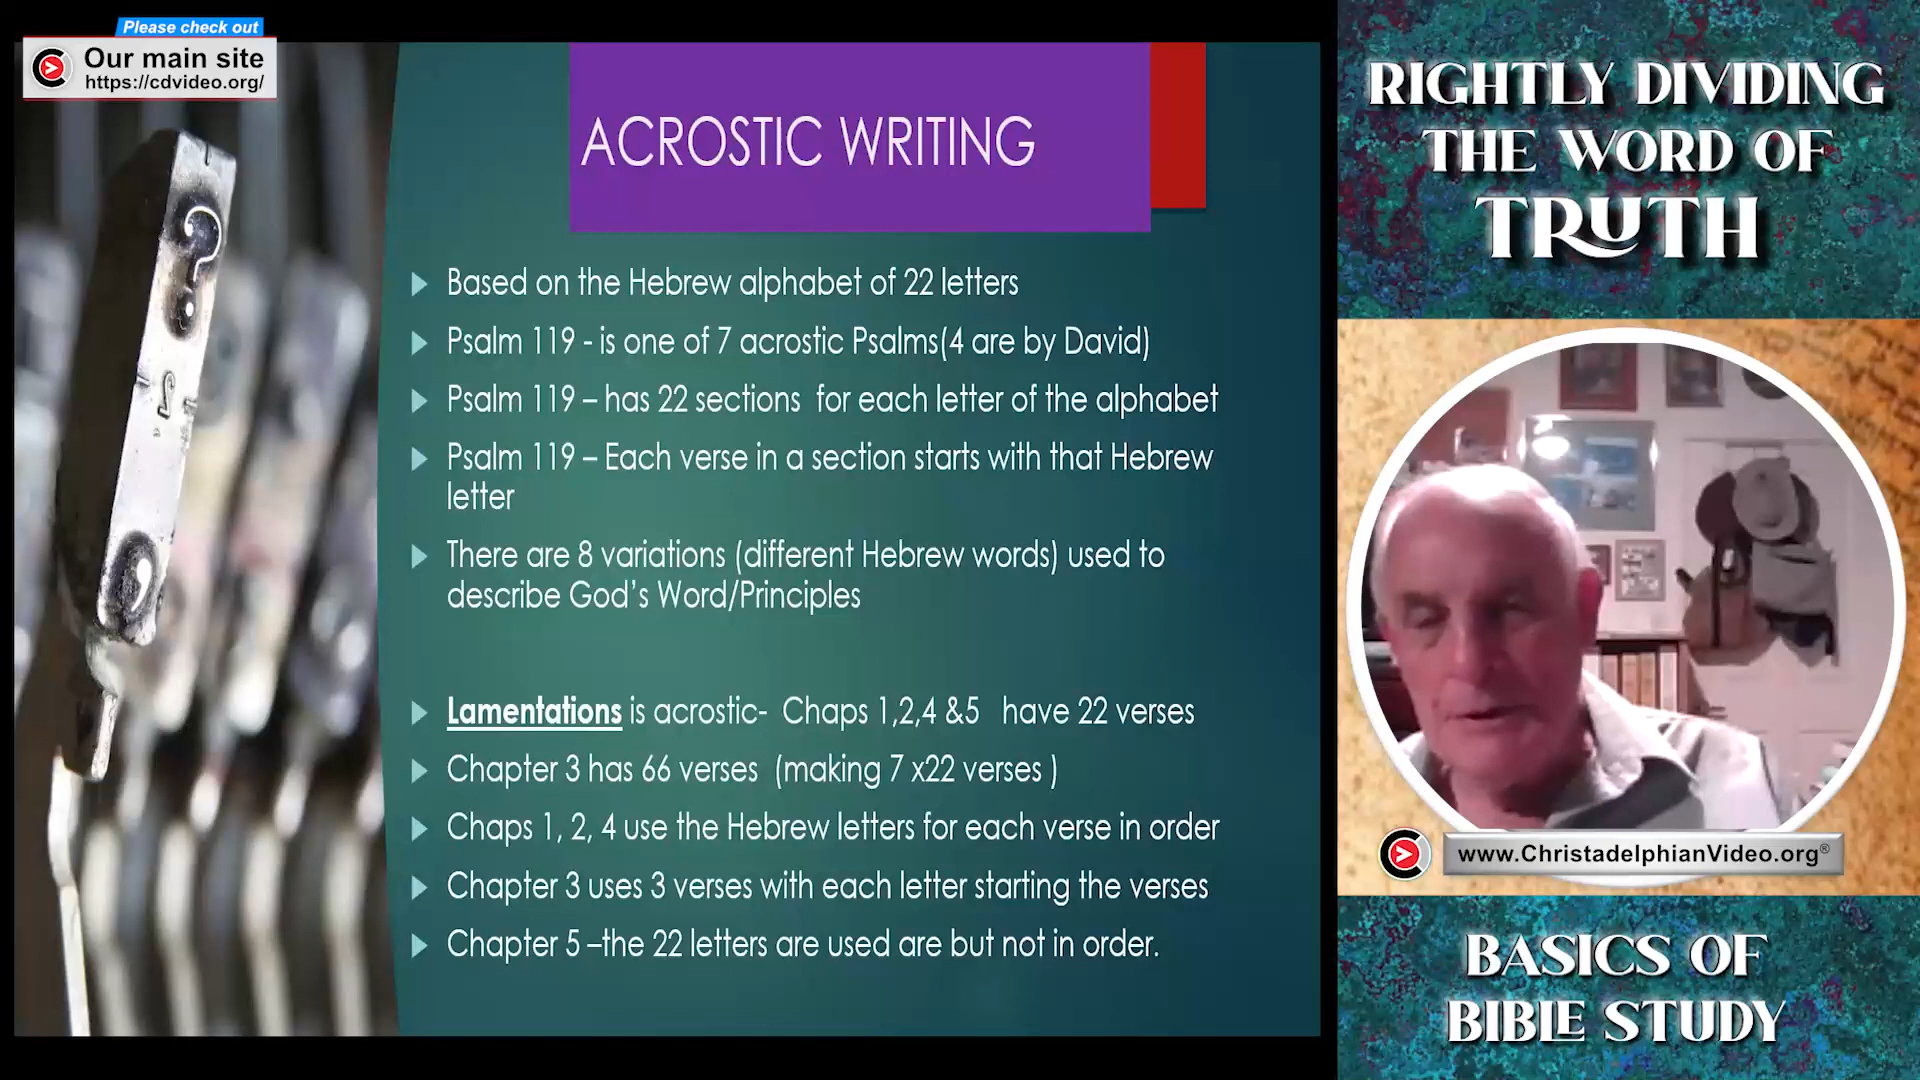 Please check out
Our main site
https://cdvideo.org/
ACROSTIC WRITING
Based on the Hebrew alphabet of 22 letters
Psalm 119 - is one of 7 acrostic Psalms(4 are by David)
Psalm 119 – has 22 sections for each letter of the alphabet
Psalm 119 – Each verse in a section starts with that Hebrew
letter
There are 8 variations (different Hebrew words) used to
describe God's Word/Principles
Lamentations is acrostic- Chaps 1,2,4 &5 have 22 verses
Chapter 3 has 66 verses (making 7 x22 verses )
Chaps 1, 2, 4 use the Hebrew letters for each verse in order
Chapter 3 uses 3 verses with each letter starting the verses
Chapter 5 –the 22 letters are used are but not in order.
RIGHTLY DIVIDING
THE WORD OF
TRUTH
www.ChristadelphianVideo.org®
BASICS OF
BIBLE STUDY